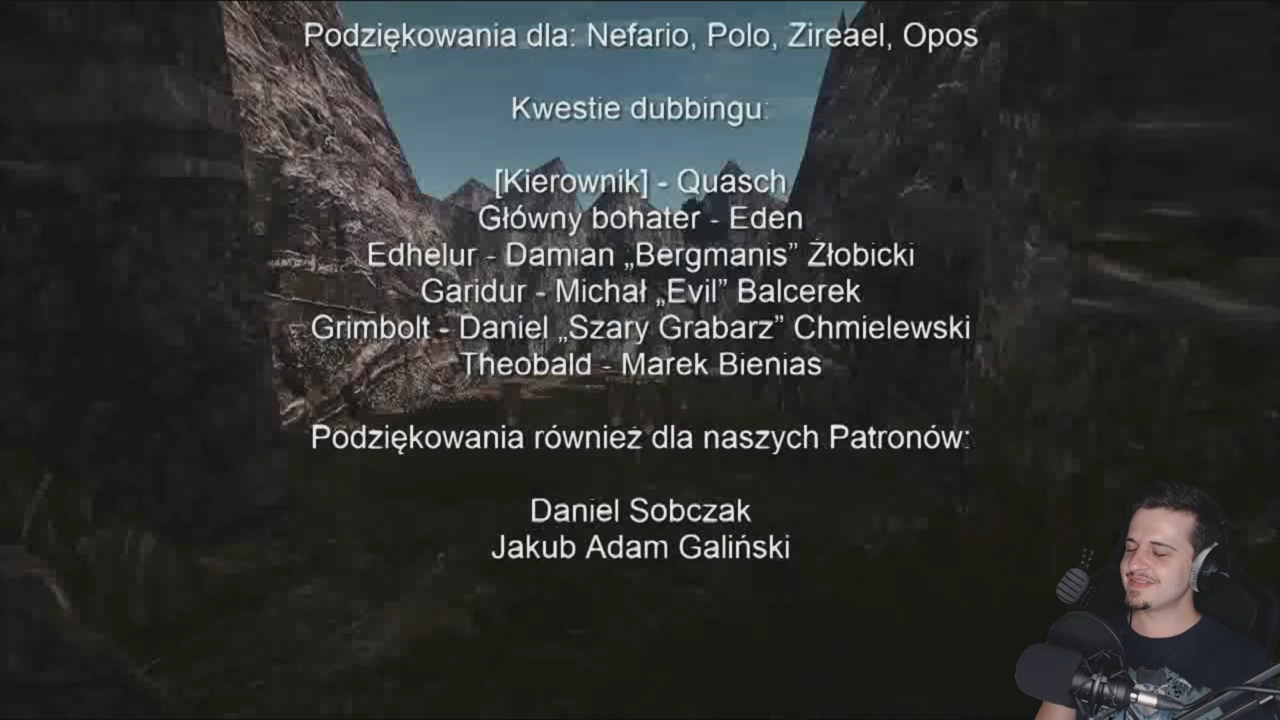 Podziękowania dla: Nefario, Polo, Zireael, Opos
Kwestie dubbingu:
[Kierownik] - Quasch
Główny bohater - Eden
Edhelur - Damian „Bergmanis” Żłobicki
Garidur - Michał „Evil” Balcerek
Grimbolt - Daniel „Szary Grabarz” Chmielewski
Theobald - Marek Bienias
Podziękowania również dla naszych Patronów:
Daniel Sobczak
Jakub Adam Galiński